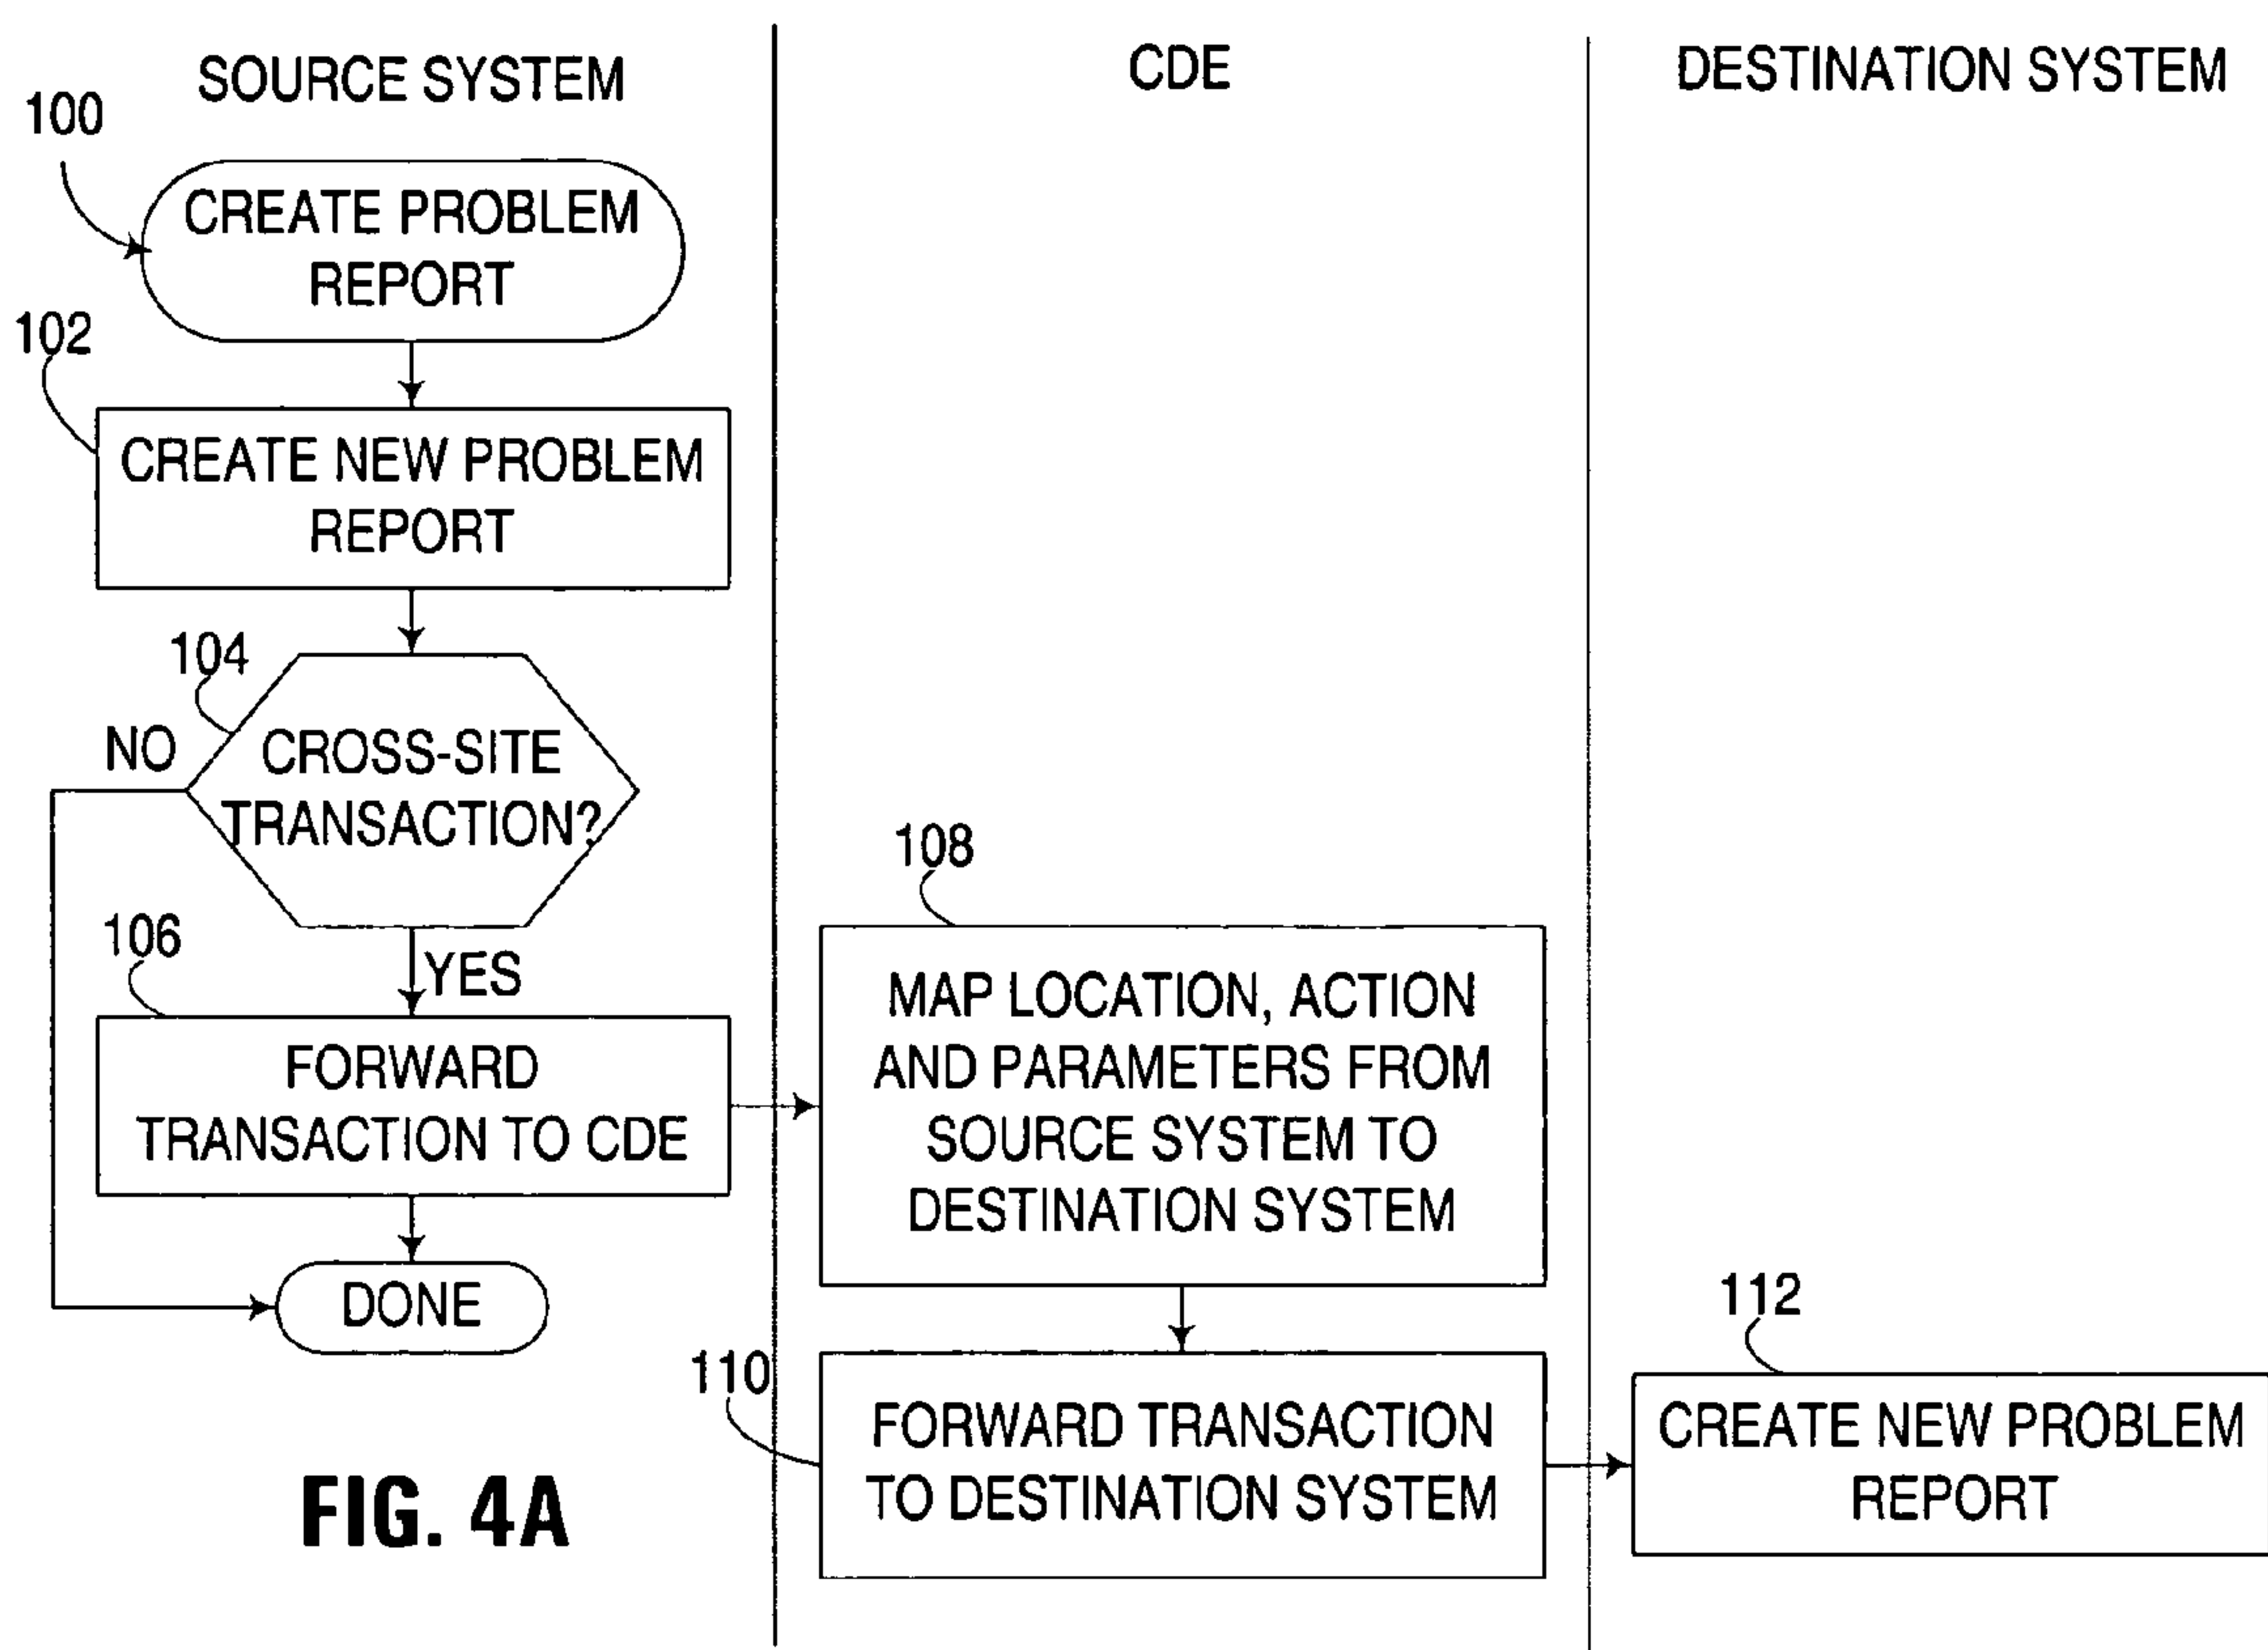 SOURCE SYSTEM
CDE
DESTINATION SYSTEM
100
CREATE PROBLEM
REPORT
102
CREATE NEW PROBLEM
REPORT
104
NO
CROSS-SITE
TRANSACTION?
YES
106
FORWARD
TRANSACTION TO CDE
DONE
108
MAP LOCATION, ACTION
AND PARAMETERS FROM
SOURCE SYSTEM TO
DESTINATION SYSTEM
110
FORWARD TRANSACTION
TO DESTINATION SYSTEM
112
CREATE NEW PROBLEM
REPORT
FIG. 4A